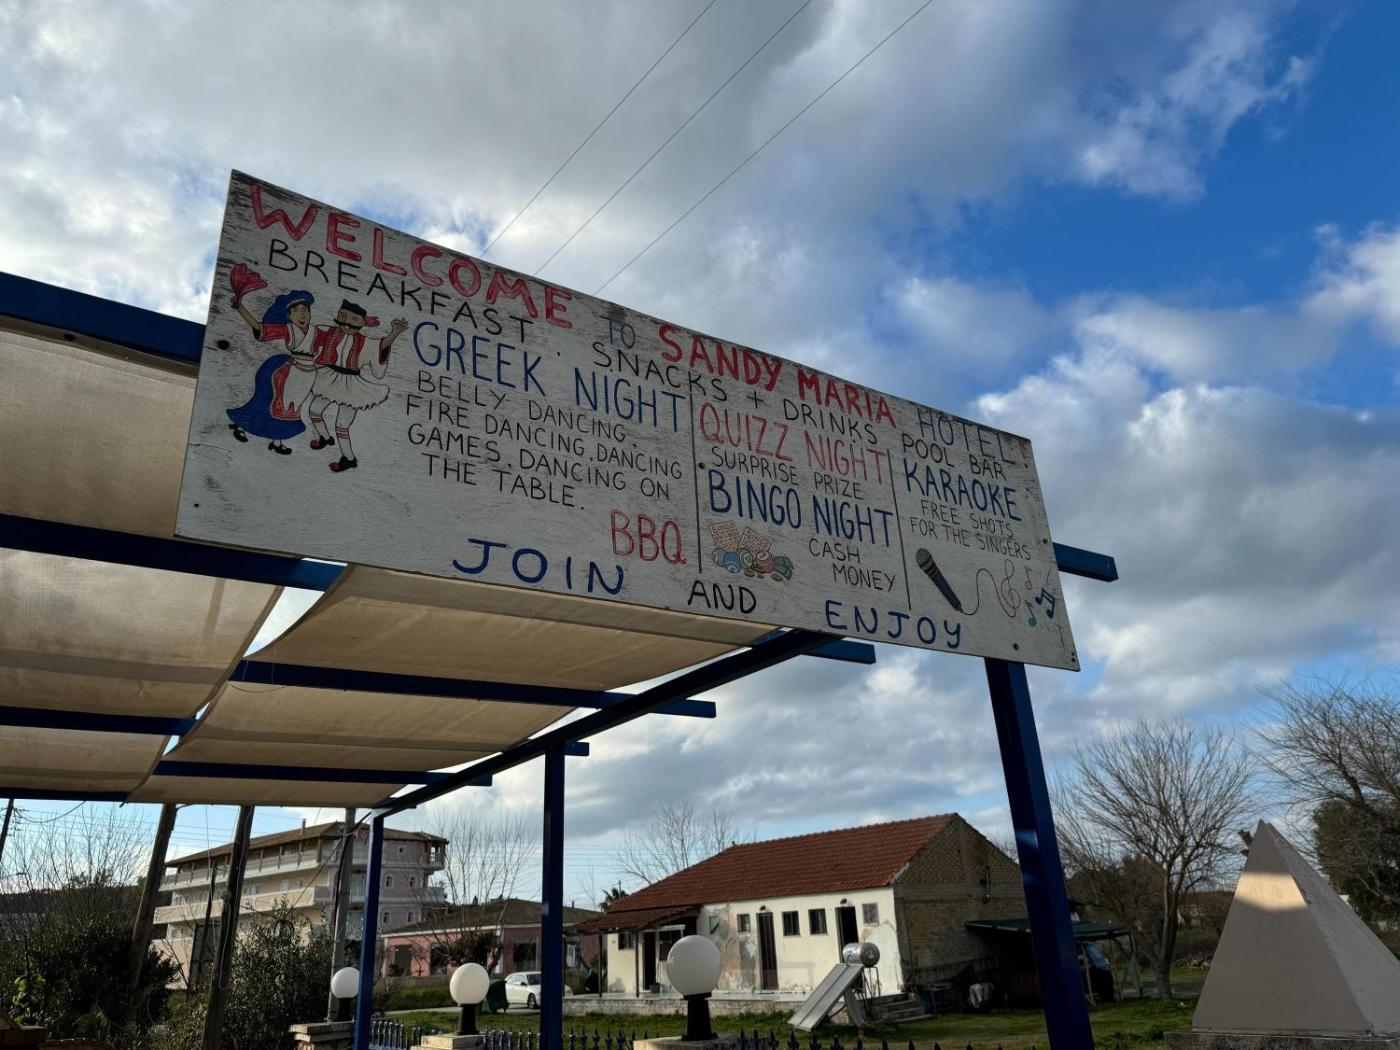 WELCOME TO SANDY MARIA HOTEL
BREAKFAST SNACKS + DRINKS POOL BAR
GREEK NIGHT
BELLY DANCING,
FIRE DANCING, DANCING
GAMES, DANCING ON
THE TABLE.
BBQ
QUIZZ NIGHT
SURPRISE PRIZE
BINGO NIGHT
CASH
MONEY
KARAOKE
FREE SHOTS
FOR THE SINGERS
JOIN AND ENJOY